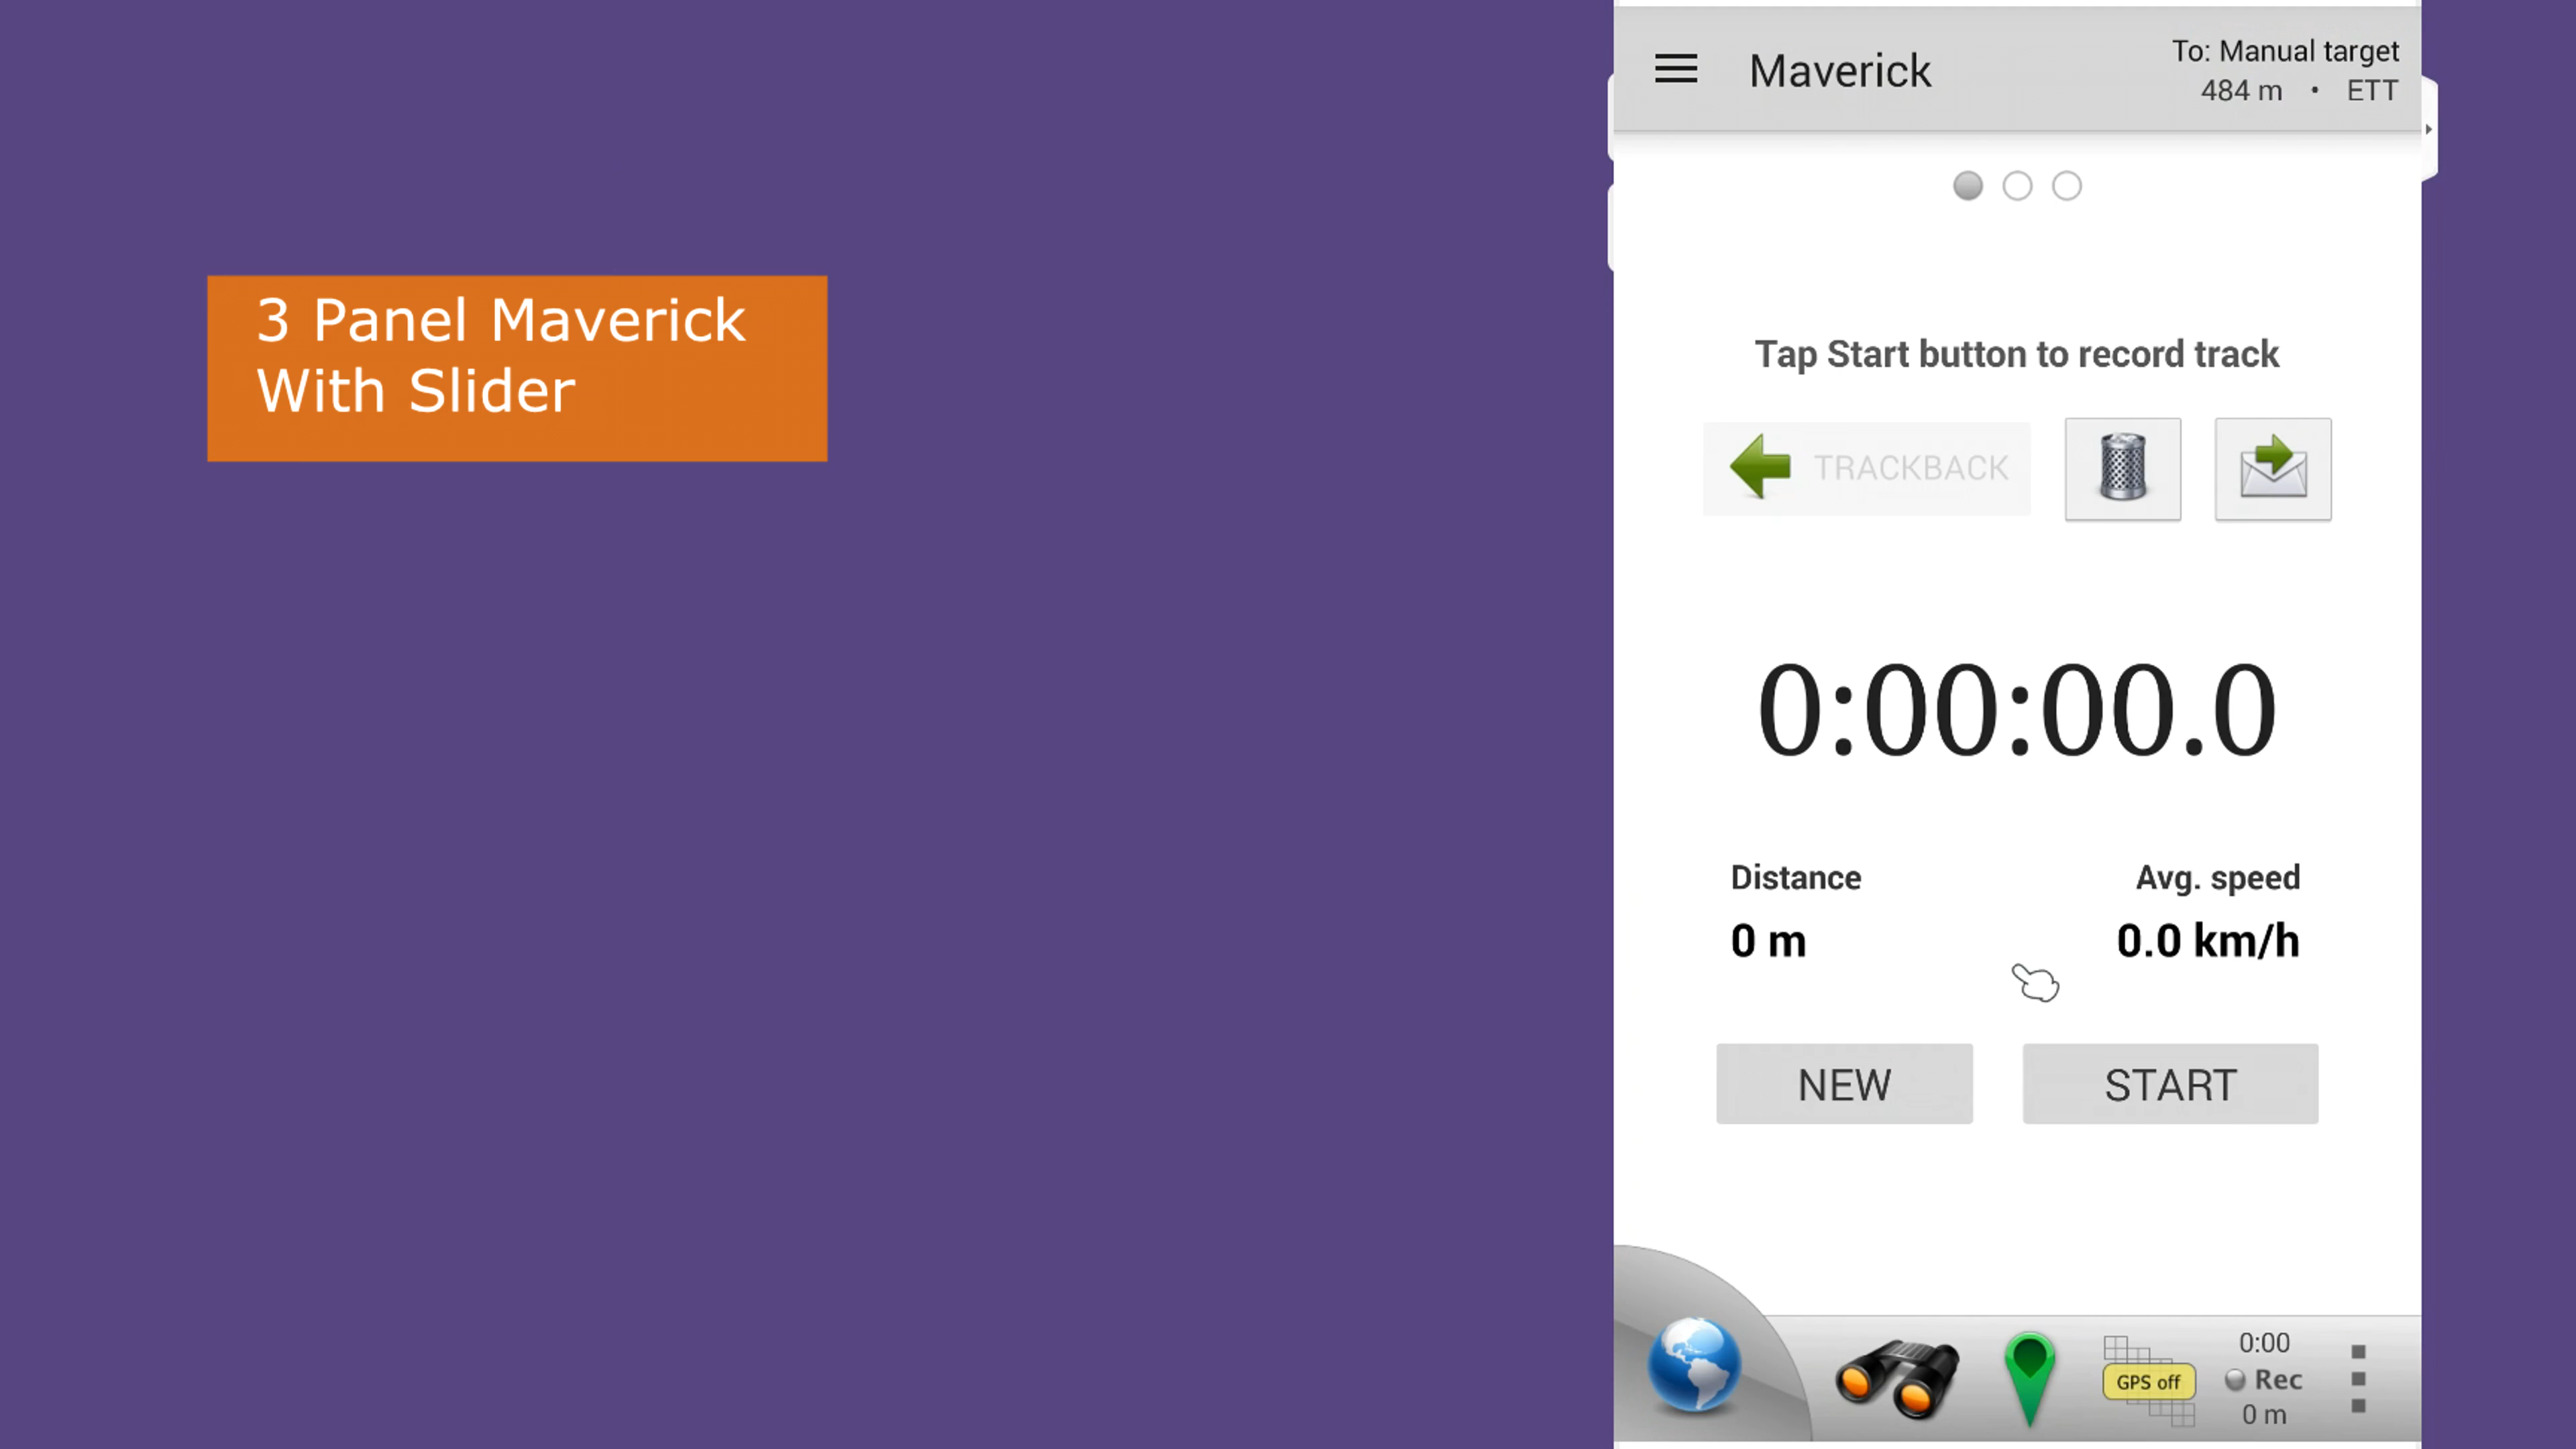 3 Panel Maverick
With Slider
Maverick
To: Manual target
484 m • ETT
Tap Start button to record track
TRACKBACK
0:00:00.0
Distance
Avg. speed
0 m
0.0 km/h
NEW
START
GPS off
0:00
Rec
0 m